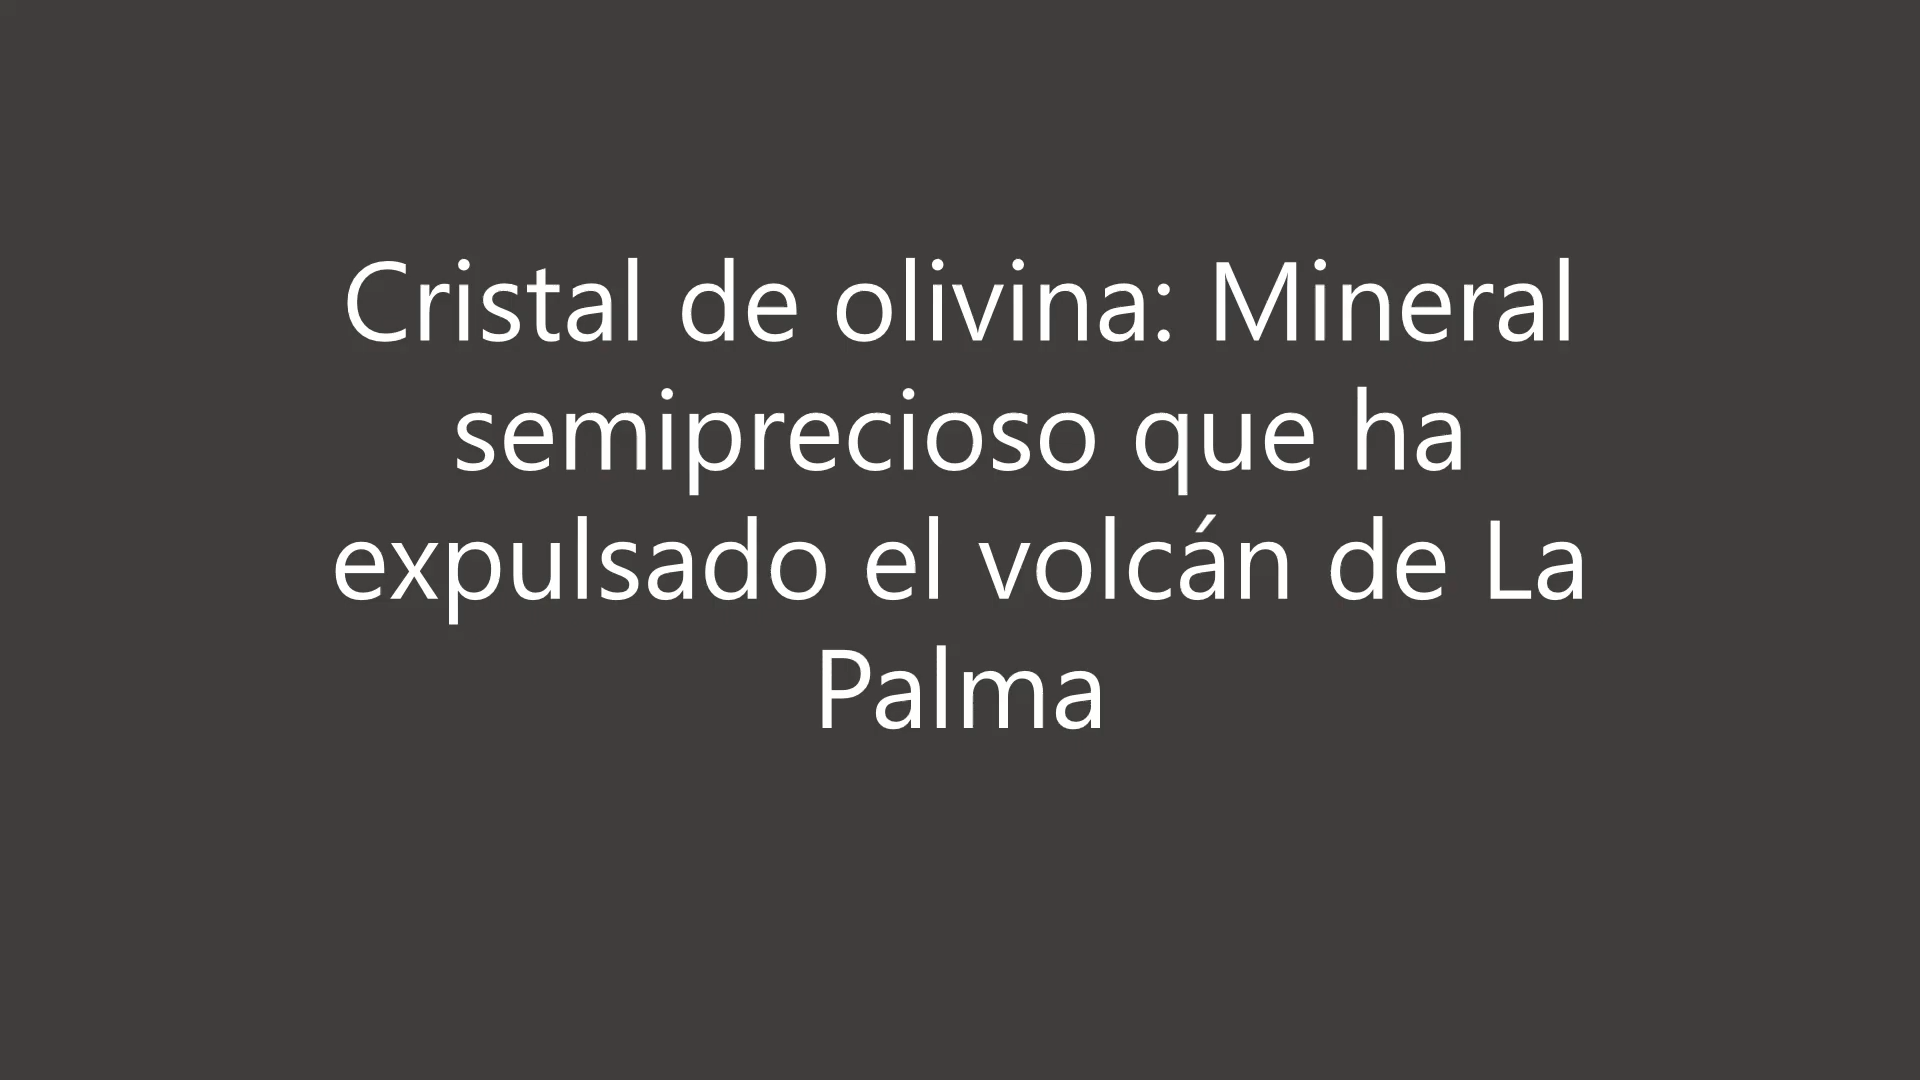 Cristal de olivina: Mineral
semiprecioso que ha
expulsado el volcán de La
Palma